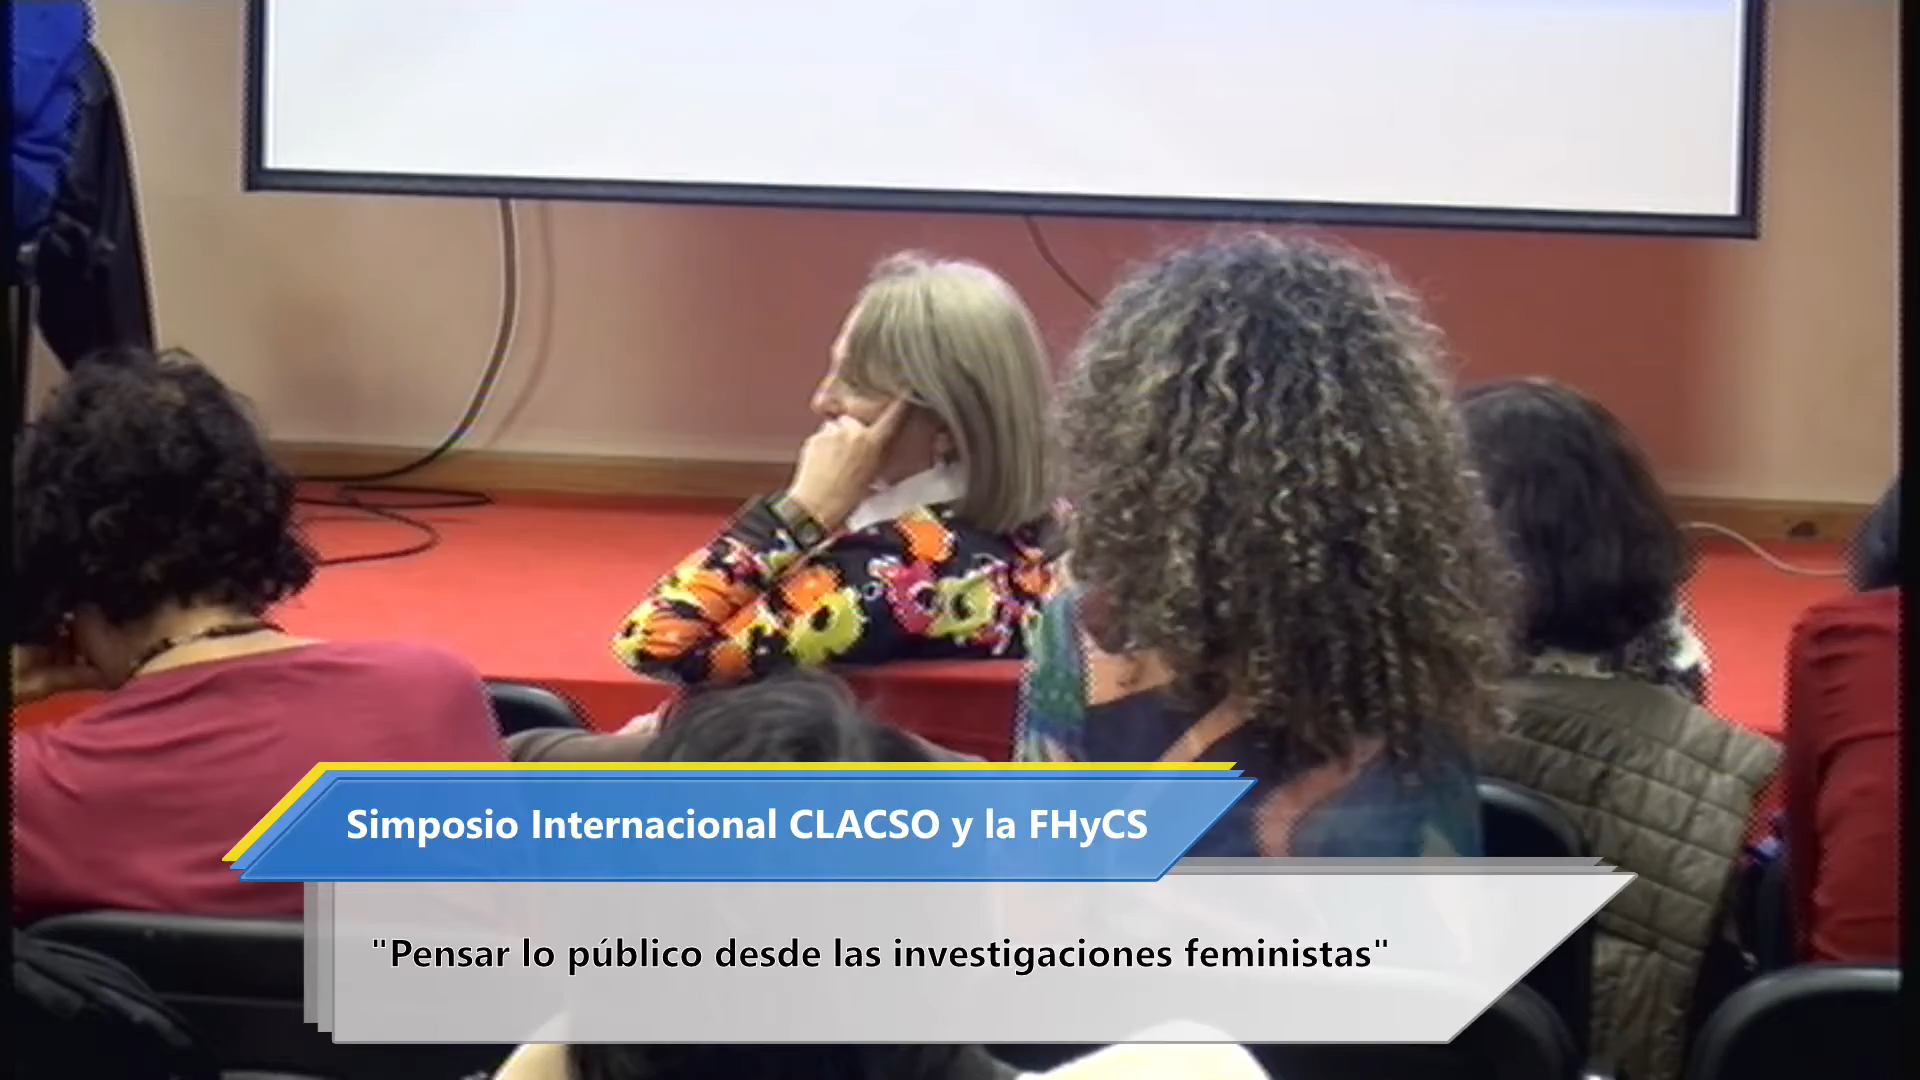 Simposio Internacional CLACSO y la FHyCS
"Pensar lo público desde las investigaciones feministas"